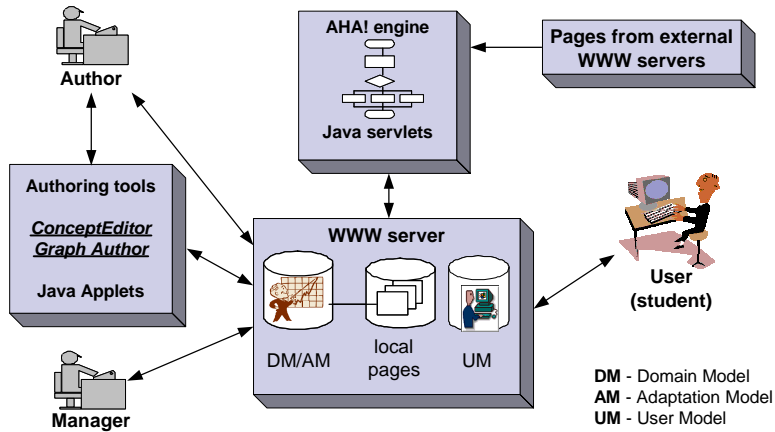 AHA! engine
Java servlets
Pages from external
WWW servers
Author
Authoring tools
ConceptEditor
Graph Author
Java Applets
WWW server
DM/AM
local
pages
UM
User
(student)
Manager
DM - Domain Model
AM - Adaptation Model
UM - User Model